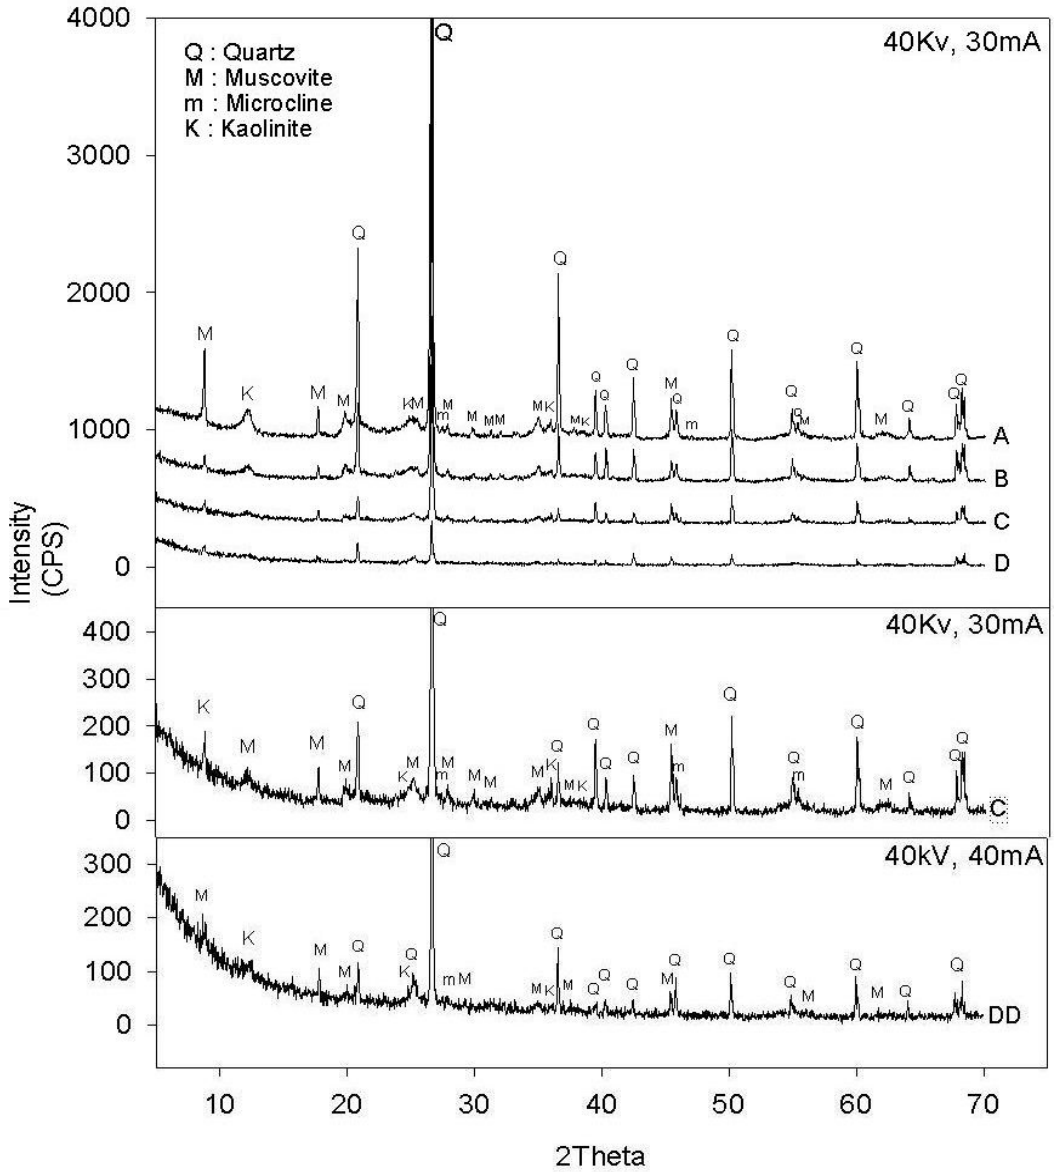 4000
3000
2000
1000
0
Intensity
(CPS)
40Kv, 30mA
Q : Quartz
M : Muscovite
m : Microcline
K : Kaolinite
Q
M
K
M
M
Q
K
M
m
M
M
M
M
M
K
Q
M
K
Q
Q
Q
M
Q
m
Q
Q
Q
M
Q
M
Q
Q
Q
A
B
C
D
400
300
200
100
0
40Kv, 30mA
K
M
M
M
Q
K
M
Q
m
M
M
M
M
K
Q
M
K
Q
Q
Q
M
m
Q
Q
m
Q
M
Q
Q
Q
C
300
200
100
0
40kV, 40mA
M
K
M
M
Q
K
Q
Q
m
M
M
K
Q
M
Q
Q
Q
M
Q
Q
Q
M
Q
M
Q
Q
DD
10
20
30
40
50
60
70
2Theta